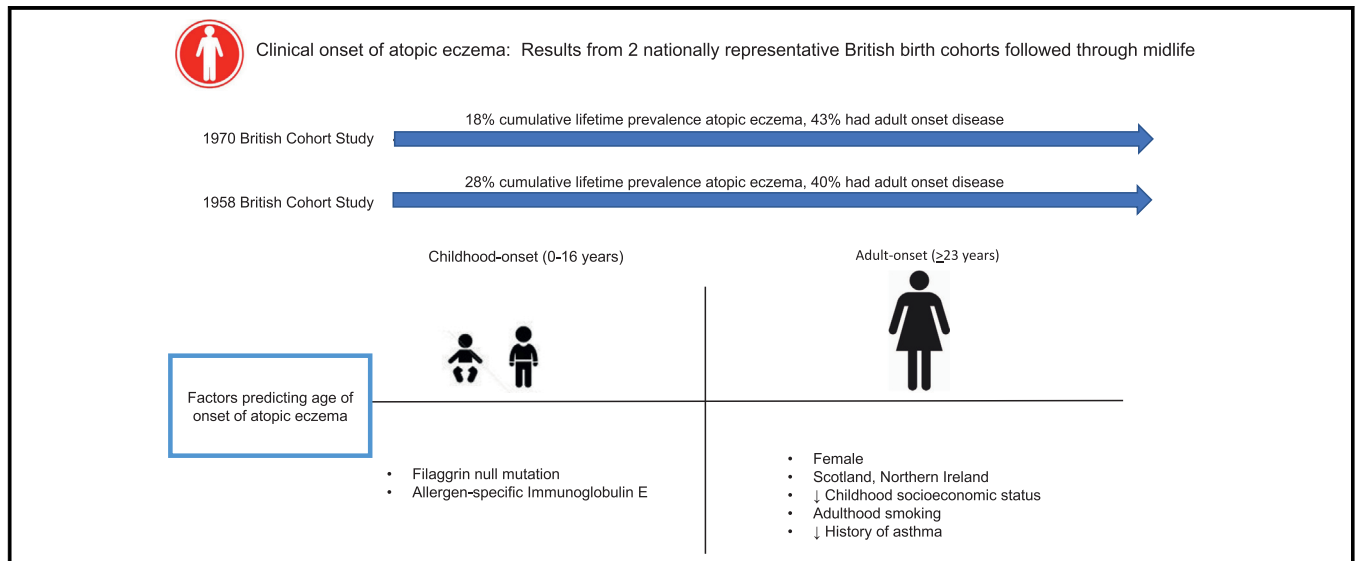 Clinical onset of atopic eczema: Results from 2 nationally representative British birth cohorts followed through midlife
18% cumulative lifetime prevalence atopic eczema, 43% had adult onset disease
1970 British Cohort Study
28% cumulative lifetime prevalence atopic eczema, 40% had adult onset disease
1958 British Cohort Study
Childhood-onset (0-16 years)
Adult-onset (≥23 years)
Factors predicting age of
onset of atopic eczema
• Filaggrin null mutation
• Allergen-specific Immunoglobulin E
• Female
• Scotland, Northern Ireland
• ↓ Childhood socioeconomic status
• Adulthood smoking
• ↓ History of asthma